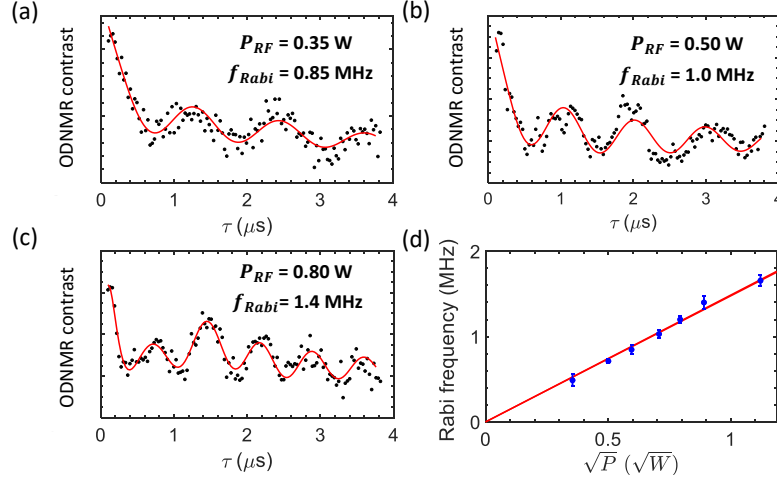 (a)
P_RF = 0.35 W
f_Rabi = 0.85 MHz
ODNMR contrast
0 1 2 3 4
τ (μs)
(b)
P_RF = 0.50 W
f_Rabi = 1.0 MHz
ODNMR contrast
0 1 2 3 4
τ (μs)
(c)
P_RF = 0.80 W
f_Rabi = 1.4 MHz
ODNMR contrast
0 1 2 3 4
τ (μs)
(d)
Rabi frequency (MHz)
2
1
0
0 0.5 1
√P (√W)